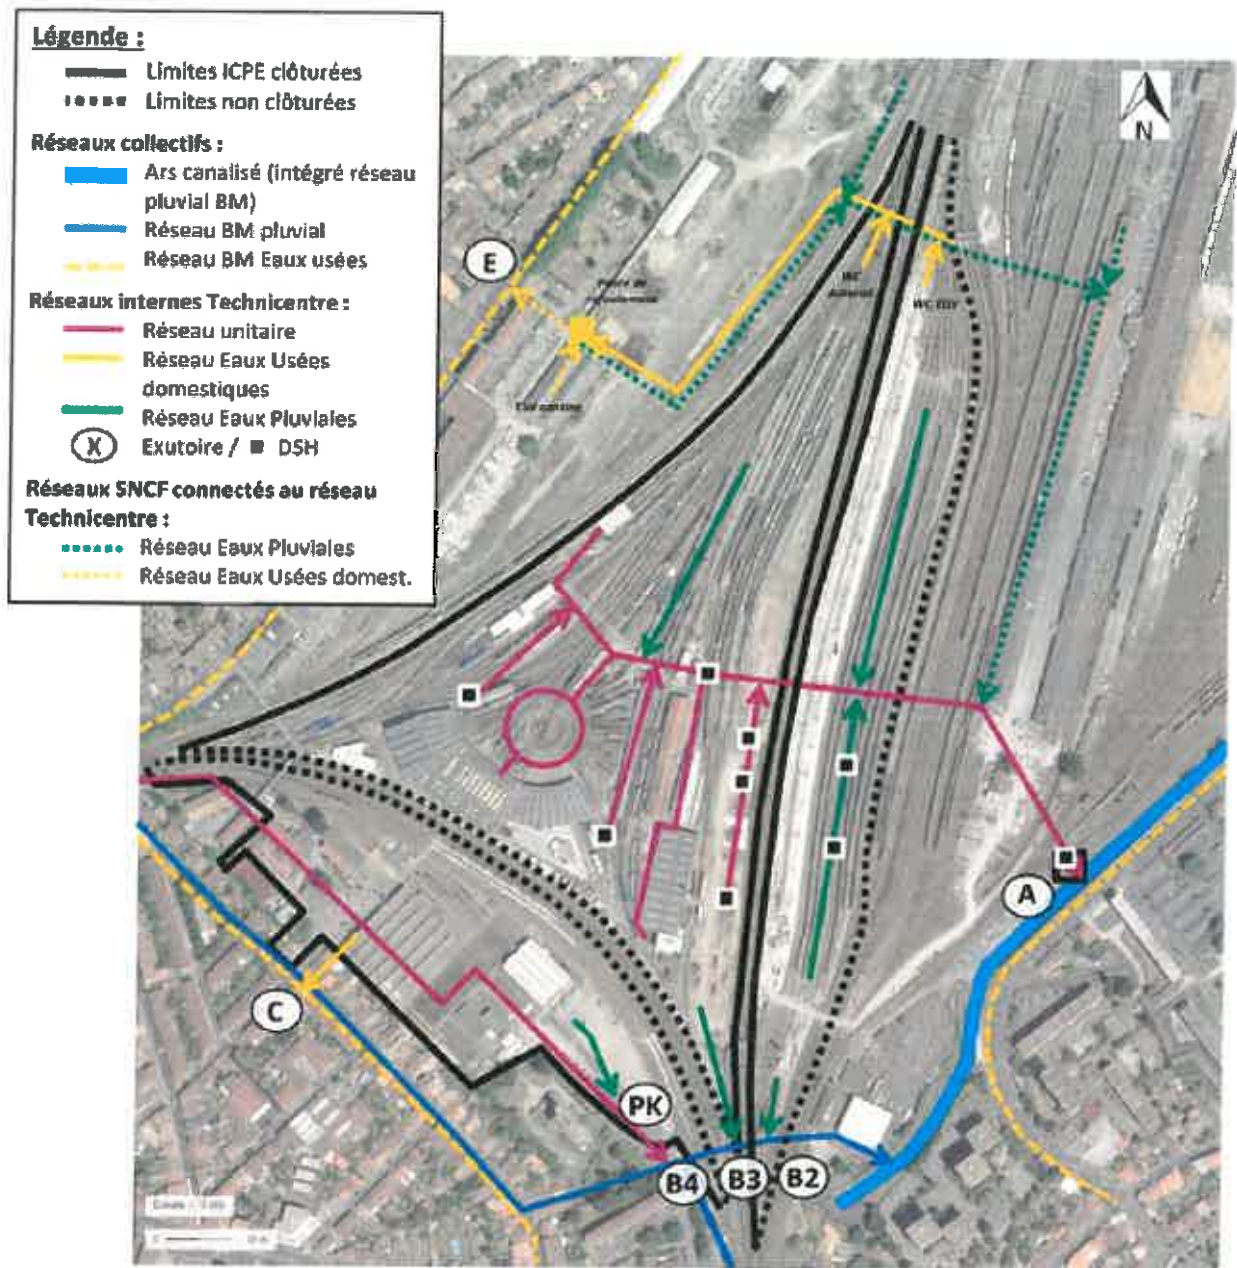 Légende :
Limites ICPE clôturées
Limites non clôturées
Réseaux collectifs :
Ars canalisé (intégré réseau
pluvial BM)
Réseau BM pluvial
Réseau BM Eaux usées
Réseaux internes Technicentre :
Réseau unitaire
Réseau Eaux Usées
domestiques
Réseau Eaux Pluviales
X Exutoire / ■ DSH
Réseaux SNCF connectés au réseau
Technicentre :
Réseau Eaux Pluviales
Réseau Eaux Usées domest.
N
E
WC
WC
A
C
PK
B4
B3
B2